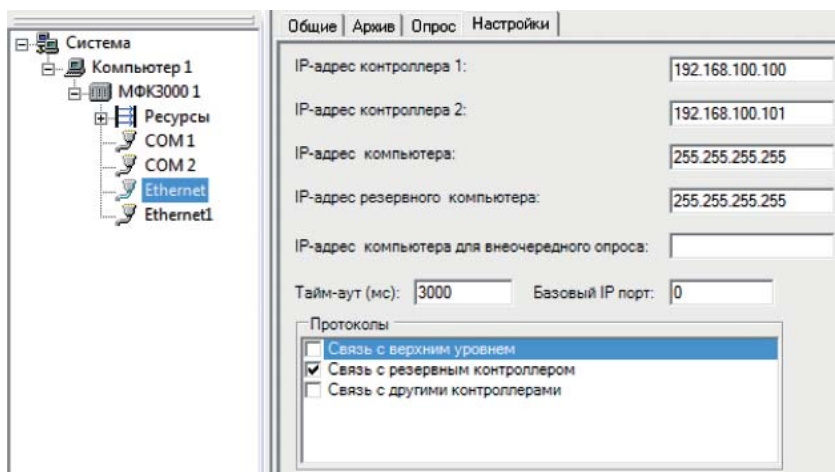 Система
Компьютер 1
МФК3000 1
Ресурсы
COM 1
COM 2
Ethernet
Ethernet1
Общие Архив Опрос Настройки
IP-адрес контроллера 1: 192.168.100.100
IP-адрес контроллера 2: 192.168.100.101
IP-адрес компьютера: 255.255.255.255
IP-адрес резервного компьютера: 255.255.255.255
IP-адрес компьютера для внеочередного опроса:
Тайм-аут (мс): 3000 Базовый IP порт: 0
Протоколы
Связь с верхним уровнем
Связь с резервным контроллером
Связь с другими контроллерами